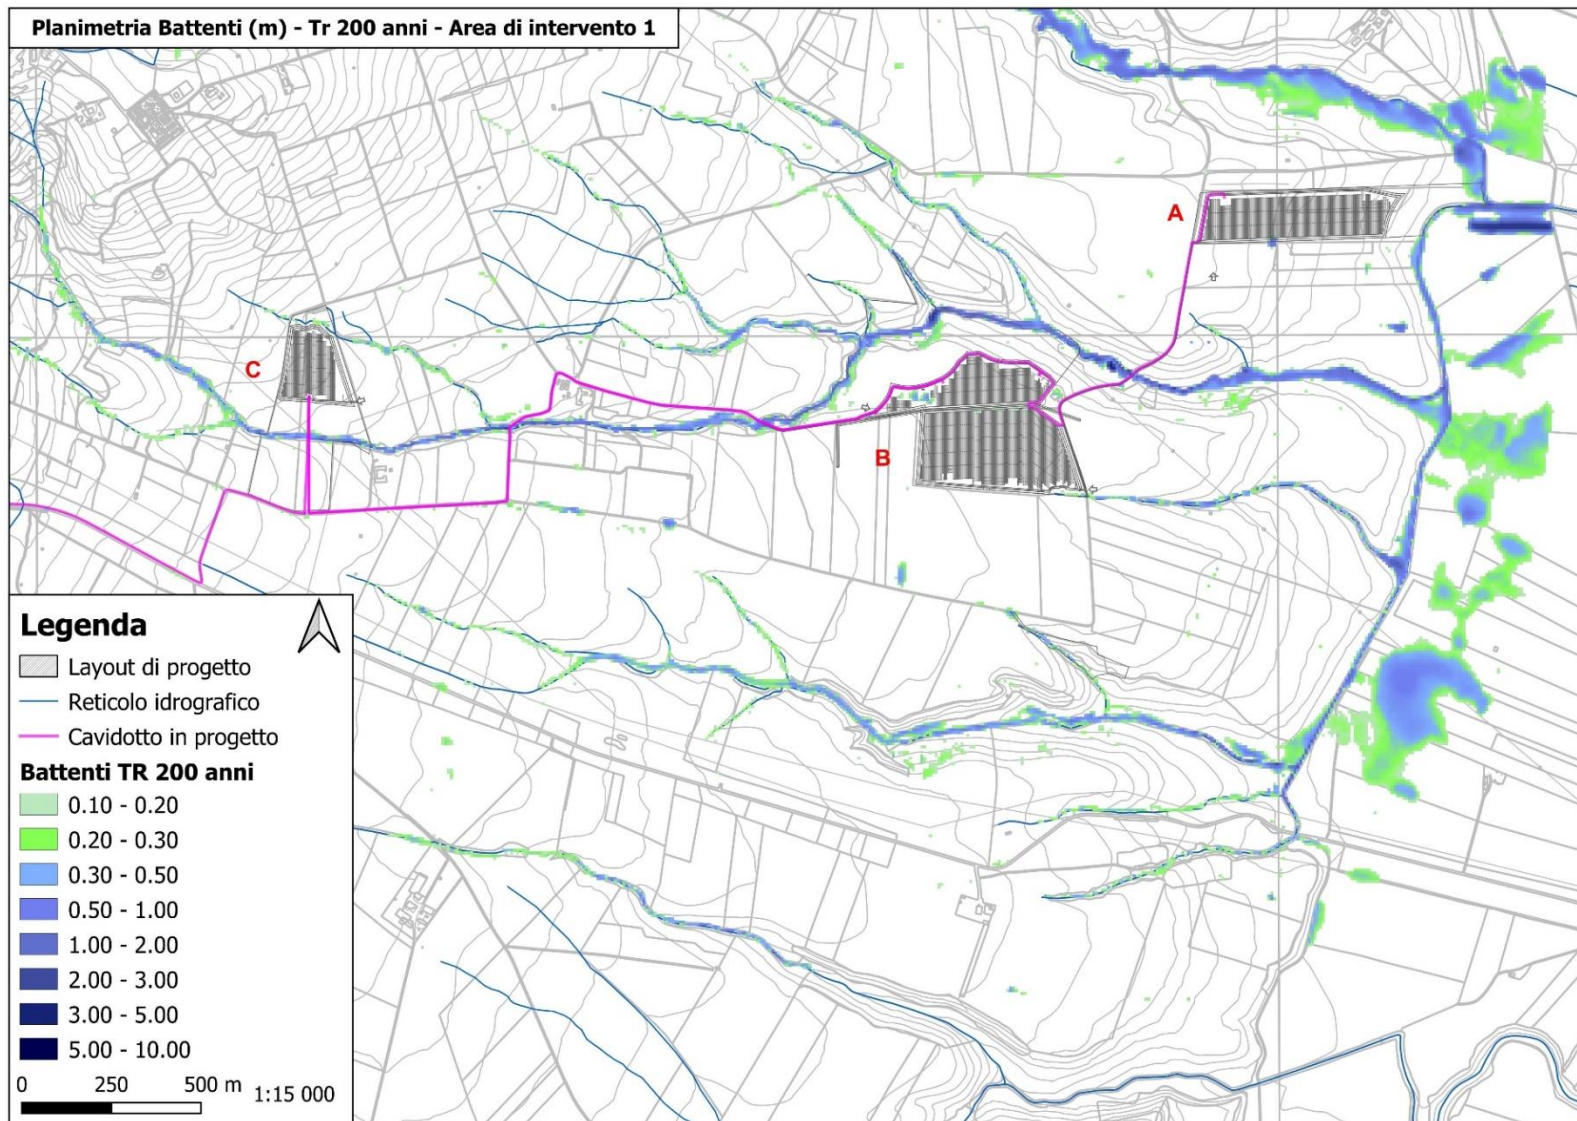 Planimetria Battenti (m) - Tr 200 anni - Area di intervento 1
A
C
B
Legenda
Layout di progetto
Reticolo idrografico
Cavidotto in progetto
Battenti TR 200 anni
0.10 - 0.20
0.20 - 0.30
0.30 - 0.50
0.50 - 1.00
1.00 - 2.00
2.00 - 3.00
3.00 - 5.00
5.00 - 10.00
0 250 500 m 1:15 000